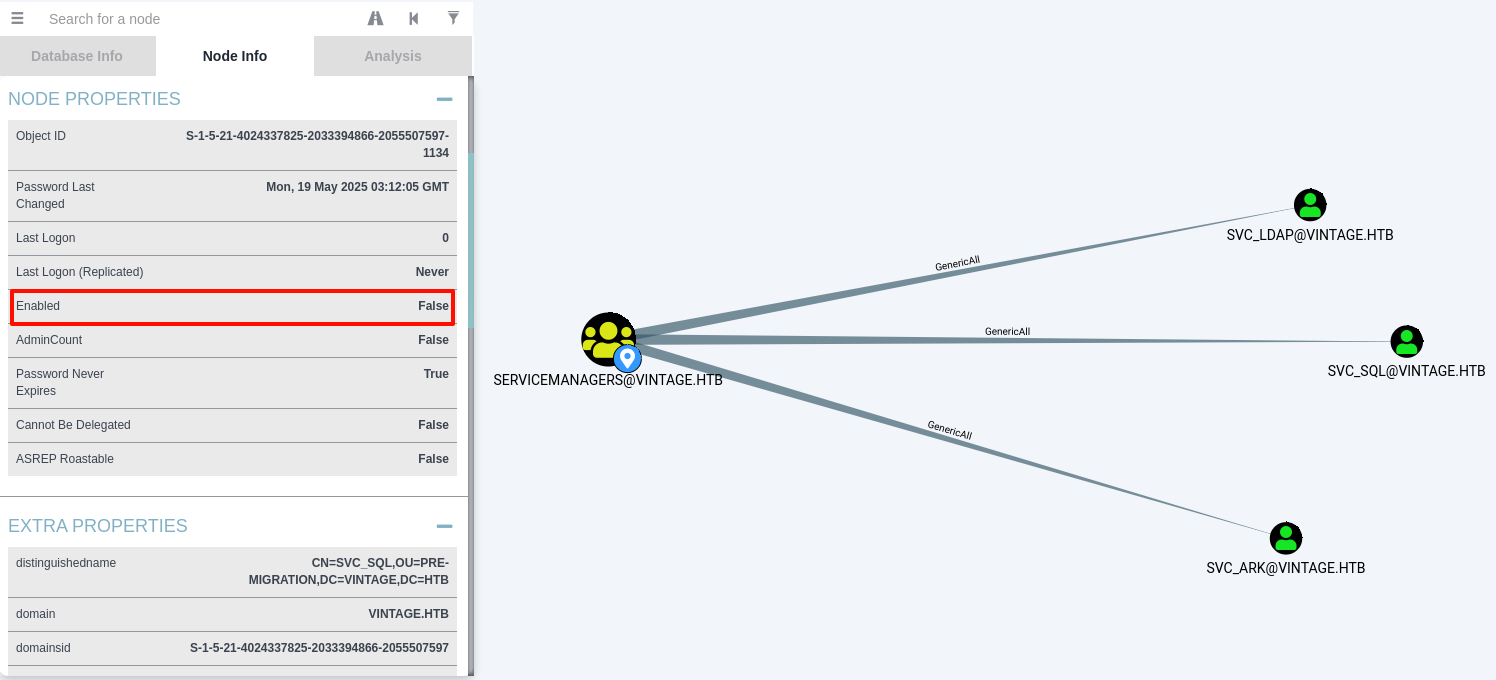 Search for a node
Database Info
Node Info
Analysis
NODE PROPERTIES
Object ID
S-1-5-21-4024337825-2033394866-2055507597-
1134
Password Last
Changed
Mon, 19 May 2025 03:12:05 GMT
Last Logon
0
Last Logon (Replicated)
Never
Enabled
False
AdminCount
False
Password Never
Expires
True
Cannot Be Delegated
False
ASREP Roastable
False
EXTRA PROPERTIES
distinguishedname
CN=SVC_SQL,OU=PRE-
MIGRATION,DC=VINTAGE,DC=HTB
domain
VINTAGE.HTB
domainsid
S-1-5-21-4024337825-2033394866-2055507597
SVC_LDAP@VINTAGE.HTB
GenericAll
GenericAll
SVC_SQL@VINTAGE.HTB
SERVICEMANAGERS@VINTAGE.HTB
GenericAll
SVC_ARK@VINTAGE.HTB